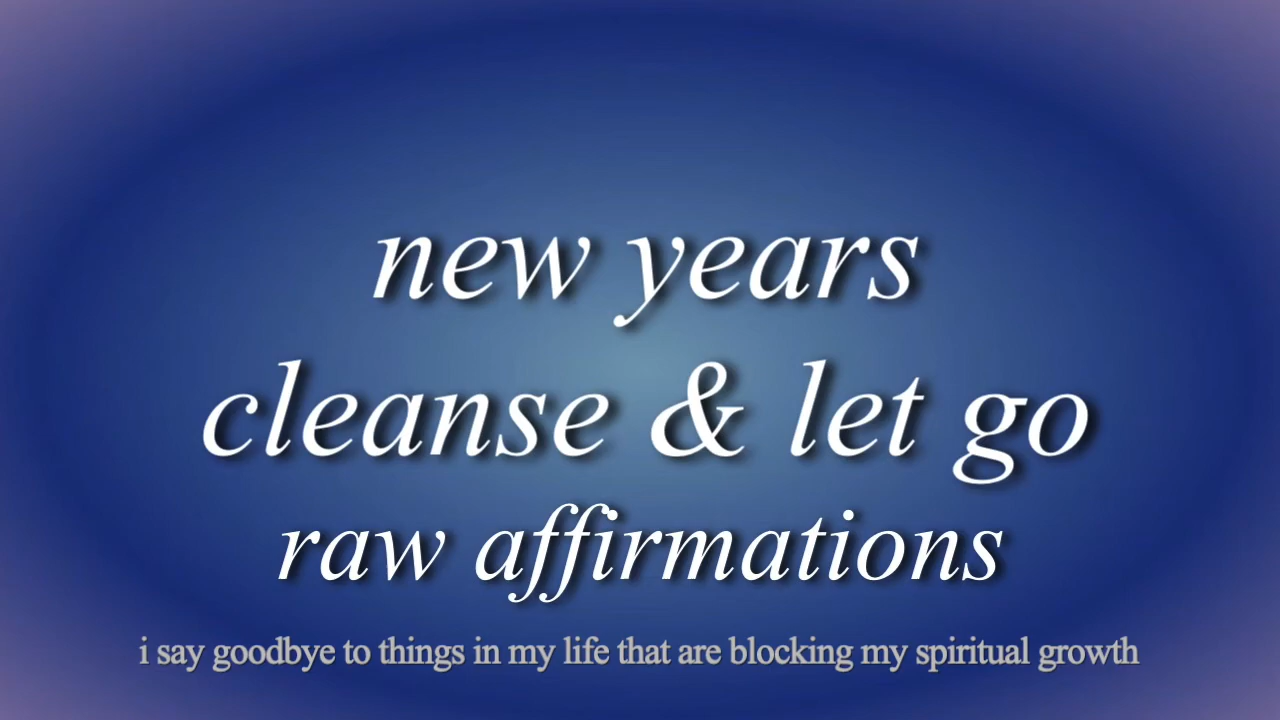 new years
cleanse & let go
raw affirmations
i say goodbye to things in my life that are blocking my spiritual growth